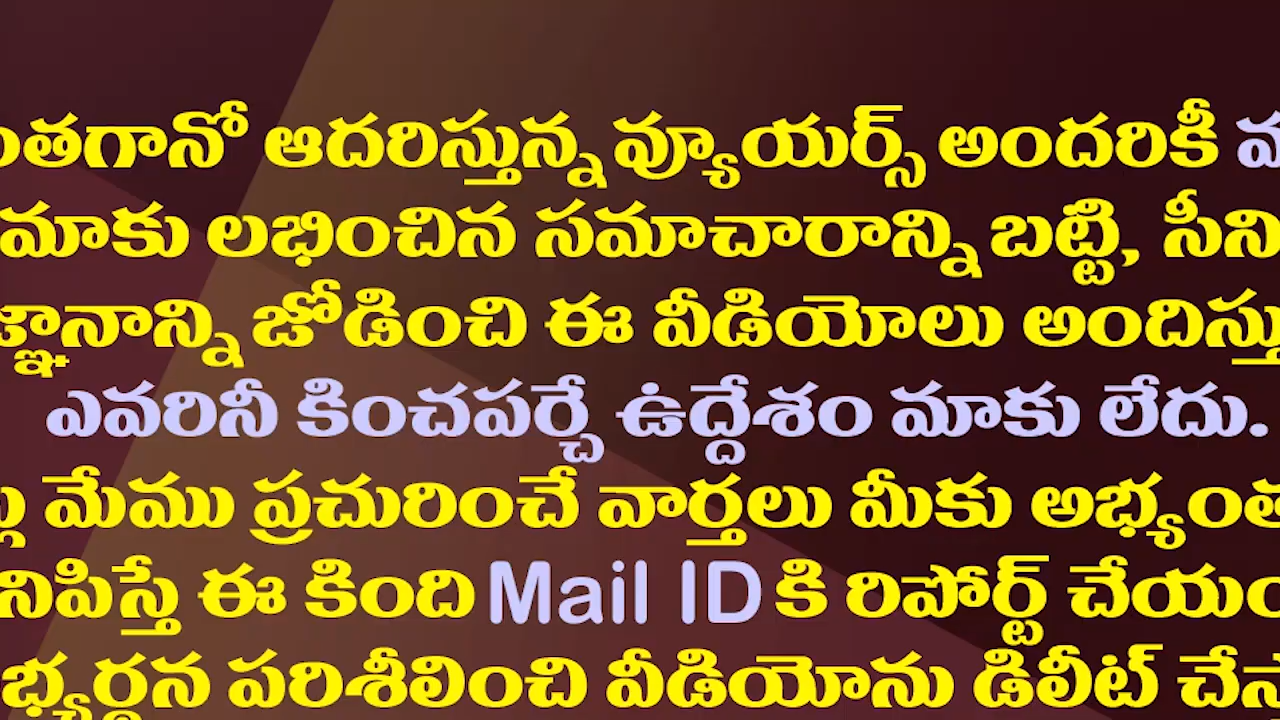 ంతగానో ఆదరిస్తున్న వ్యూయర్స్ అందరికీ
మాకు లభించిన సమాచారాన్ని బట్టి, సీని
జ్ఞానాన్ని జోడించి ఈ వీడియోలు అందిస్తు
ఎవరినీ కించపర్చే ఉద్దేశం మాకు లేదు.
మేము ప్రచురించే వార్తలు మీకు అభ్యంత
నిపిస్తే ఈ కింది Mail ID కి రిపోర్ట్ చేయం
భ్యర్థన పరిశీలించి వీడియోను డిలీట్ చేస